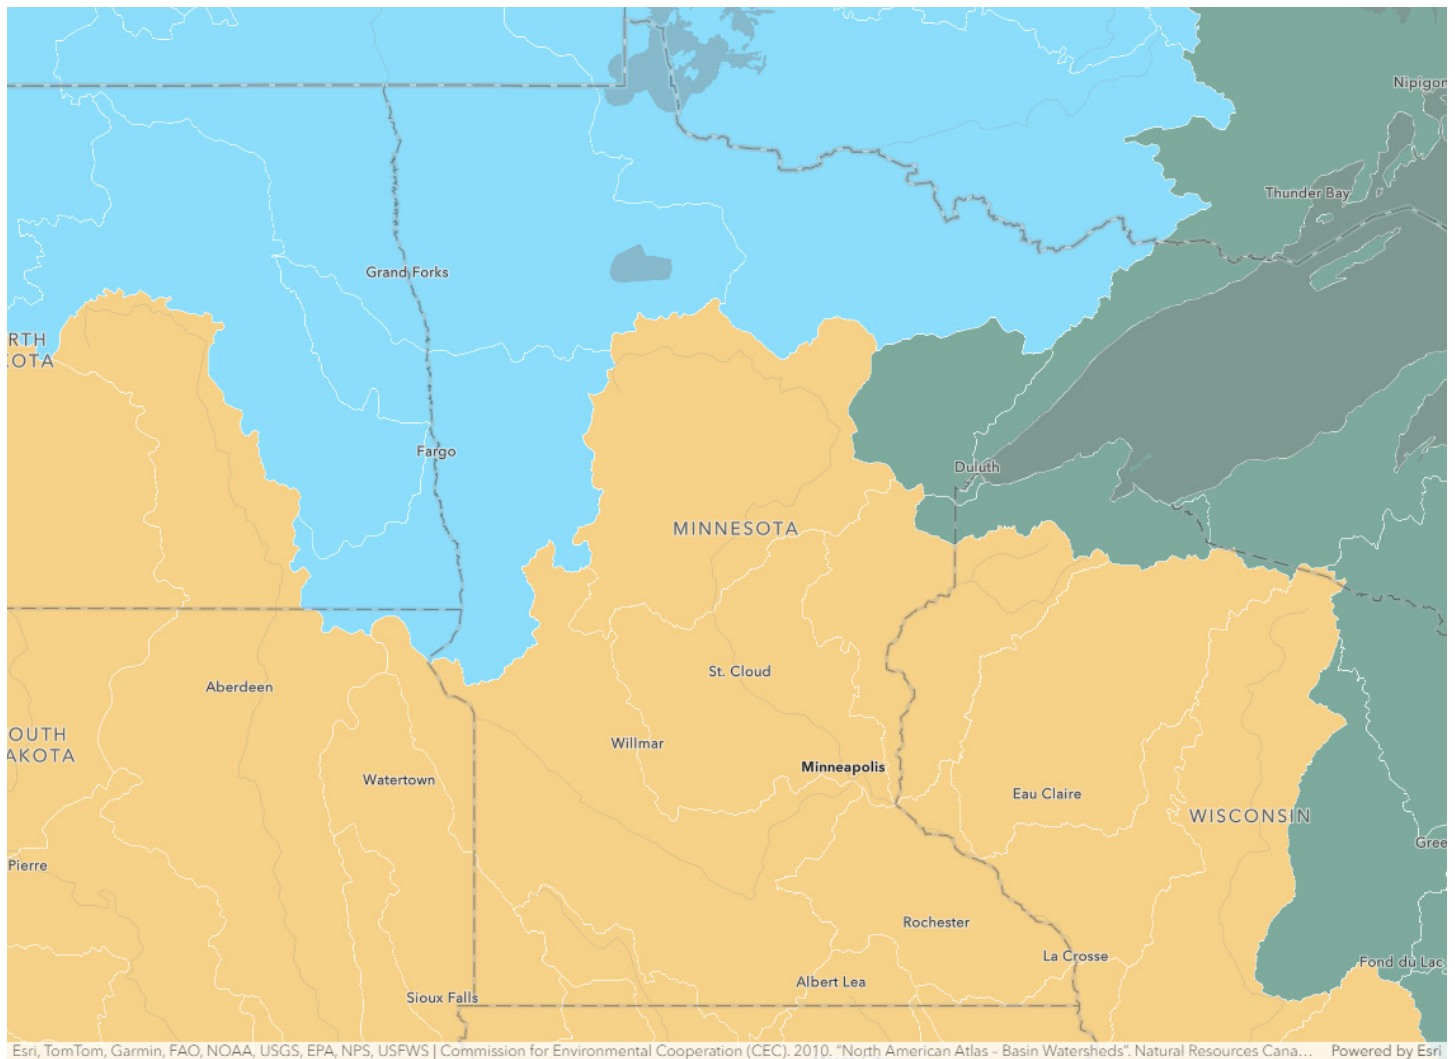 Nipigon
Thunder Bay
Grand Forks
RTH
KOTA
Fargo
Duluth
MINNESOTA
St. Cloud
Aberdeen
OUTH
AKOTA
Willmar
Minneapolis
Watertown
Eau Claire
WISCONSIN
Gree
Pierre
Rochester
La Crosse
Fond du Lac
Albert Lea
Sioux Falls
Esri, TomTom, Garmin, FAO, NOAA, USGS, EPA, NPS, USFWS | Commission for Environmental Cooperation (CEC). 2010. "North American Atlas – Basin Watersheds". Natural Resources Cana... Powered by Esri